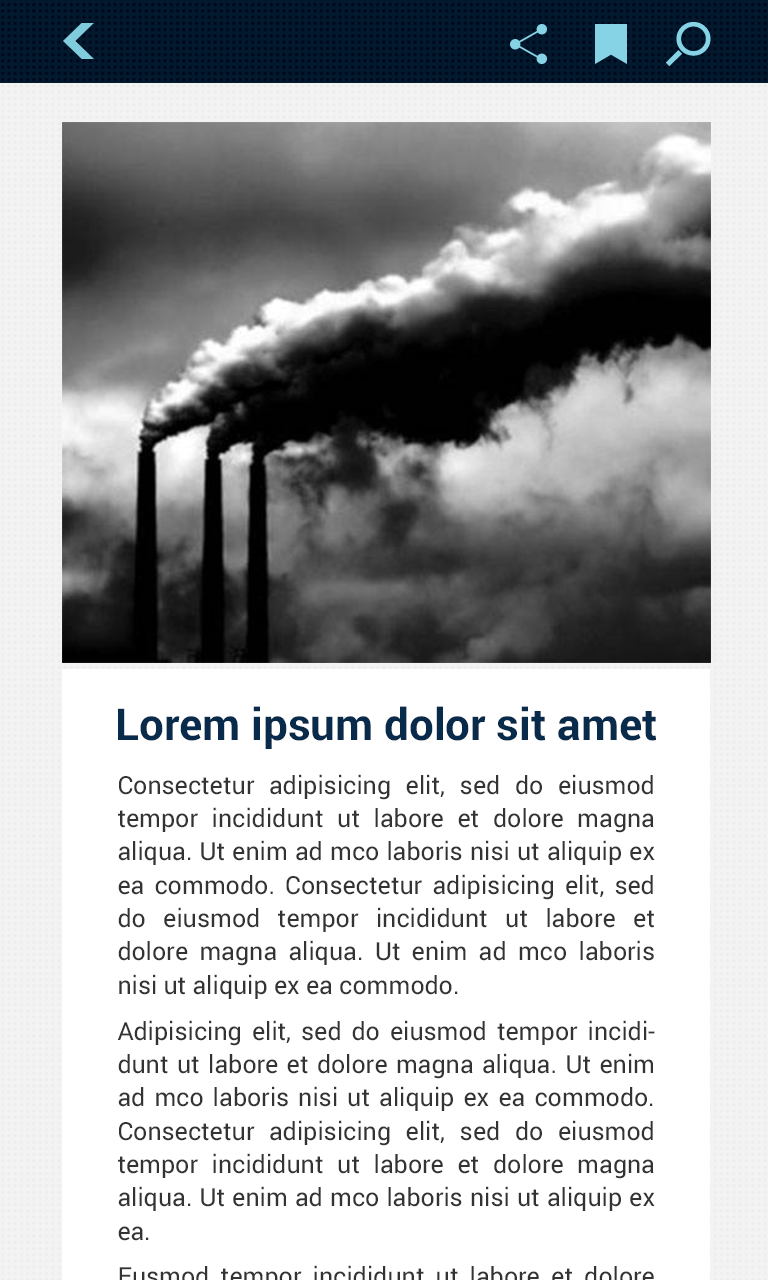 Lorem ipsum dolor sit amet
Consectetur adipisicing elit, sed do eiusmod
tempor incididunt ut labore et dolore magna
aliqua. Ut enim ad mco laboris nisi ut aliquip ex
ea commodo. Consectetur adipisicing elit, sed
do eiusmod tempor incididunt ut labore et
dolore magna aliqua. Ut enim ad mco laboris
nisi ut aliquip ex ea commodo.
Adipisicing elit, sed do eiusmod tempor incidi-
dunt ut labore et dolore magna aliqua. Ut enim
ad mco laboris nisi ut aliquip ex ea commodo.
Consectetur adipisicing elit, sed do eiusmod
tempor incididunt ut labore et dolore magna
aliqua. Ut enim ad mco laboris nisi ut aliquip ex
ea.
Eusmod tempor incididunt ut labore et dolore